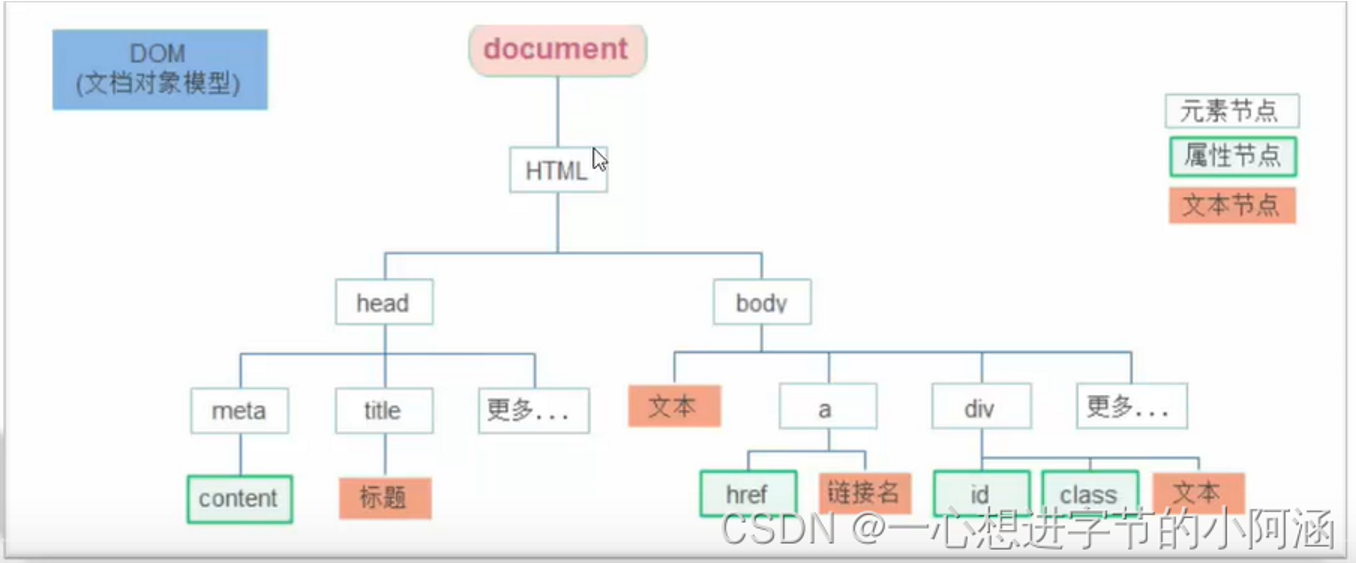 DOM
(文档对象模型)
document
元素节点
属性节点
文本节点
HTML
head
body
meta
title
更多...
文本
a
div
更多...
content
标题
href
链接名
id
class
文本
CSDN @一心想进字节的小阿涵